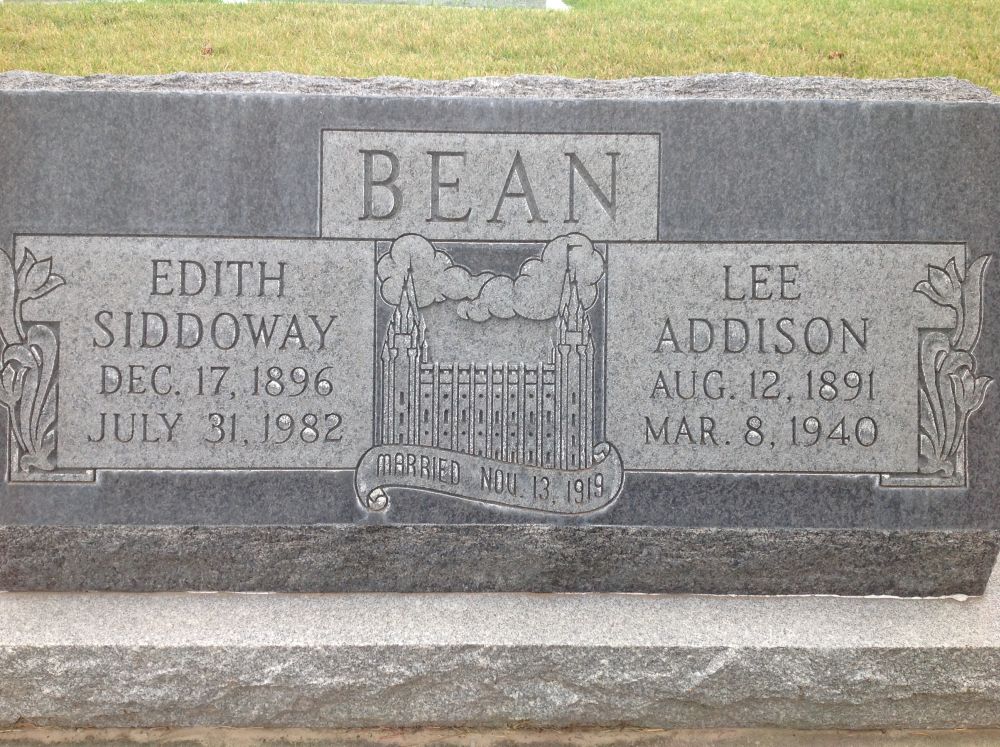 BEAN
EDITH
SIDDOWAY
DEC. 17, 1896
JULY 31, 1982
MARRIED NOV. 13, 1919
LEE
ADDISON
AUG. 12, 1891
MAR. 8, 1940